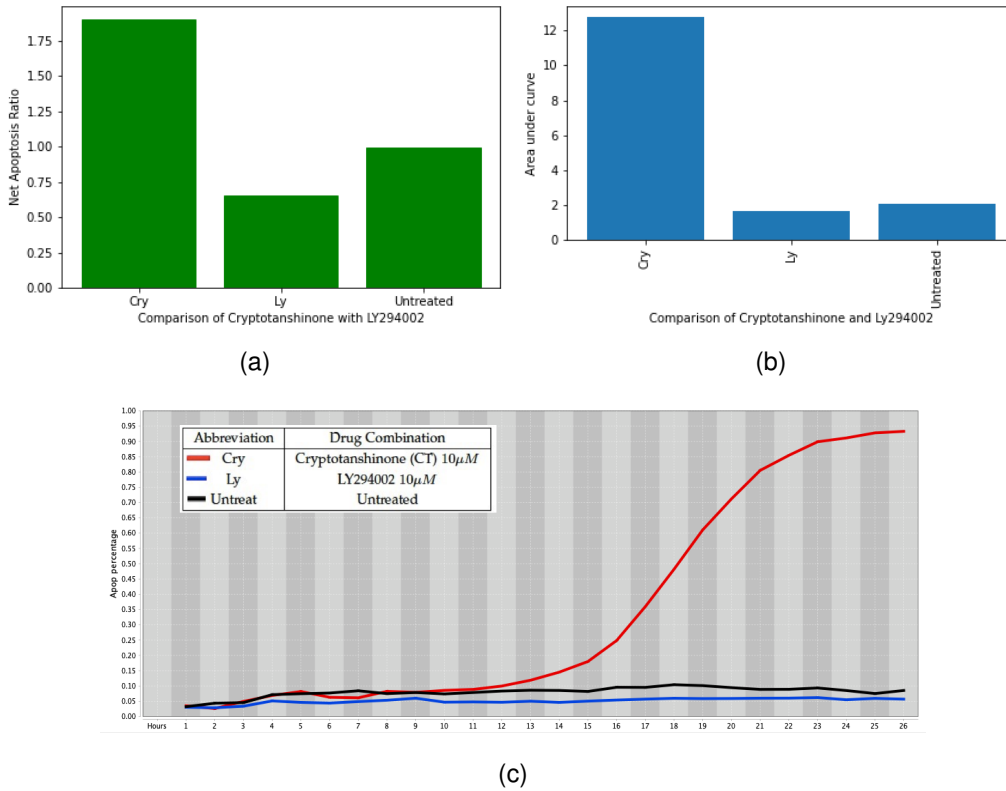 1.75
1.50
1.25
1.00
0.75
0.50
0.25
0.00
Net Apoptosis Ratio
Cry Ly Untreated
Comparison of Cryptotanshinone with LY294002
(a)
12
10
8
6
4
2
0
Area under curve
Cry Ly Untreated
Comparison of Cryptotanshinone and Ly294002
(b)
1.00
0.95
0.90
0.85
0.80
0.75
0.70
0.65
0.60
0.55
0.50
0.45
0.40
0.35
0.30
0.25
0.20
0.15
0.10
0.05
0.00
Apop percentage
Abbreviation Drug Combination
Cry Cryptotanshinone (CT) 10μM
Ly LY294002 10μM
Untreat Untreated
Hours 1 2 3 4 5 6 7 8 9 10 11 12 13 14 15 16 17 18 19 20 21 22 23 24 25 26
(c)